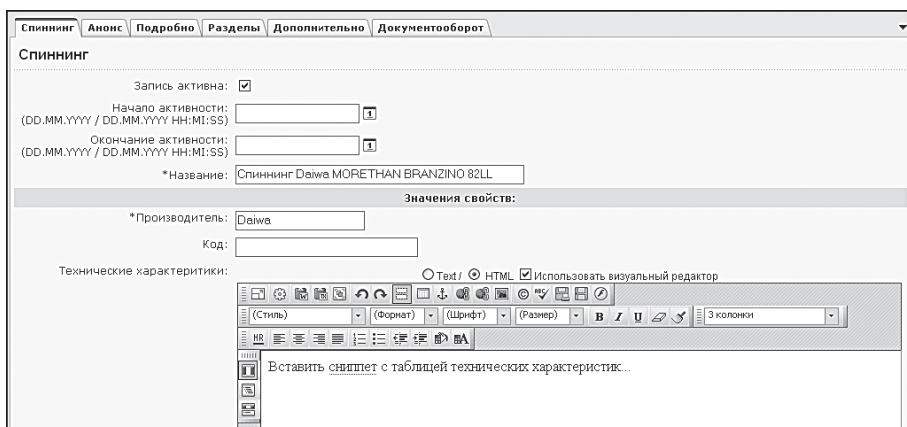 Спиннинг Анонс Подробно Разделы Дополнительно Документооборот
Спиннинг
Запись активна:
Начало активности:
(DD.MM.YYYY / DD.MM.YYYY HH:MI:SS)
Окончание активности:
(DD.MM.YYYY / DD.MM.YYYY HH:MI:SS)
*Название: Спиннинг Daiwa MORETHAN BRANZINO 82LL
Значения свойств:
*Производитель: Daiwa
Код:
Технические характеритики: Text / HTML Использовать визуальный редактор
(Стиль) (Формат) (Шрифт) (Размер) B I U 3 колонки
HR
Вставить сниппет с таблицей технических характеристик...